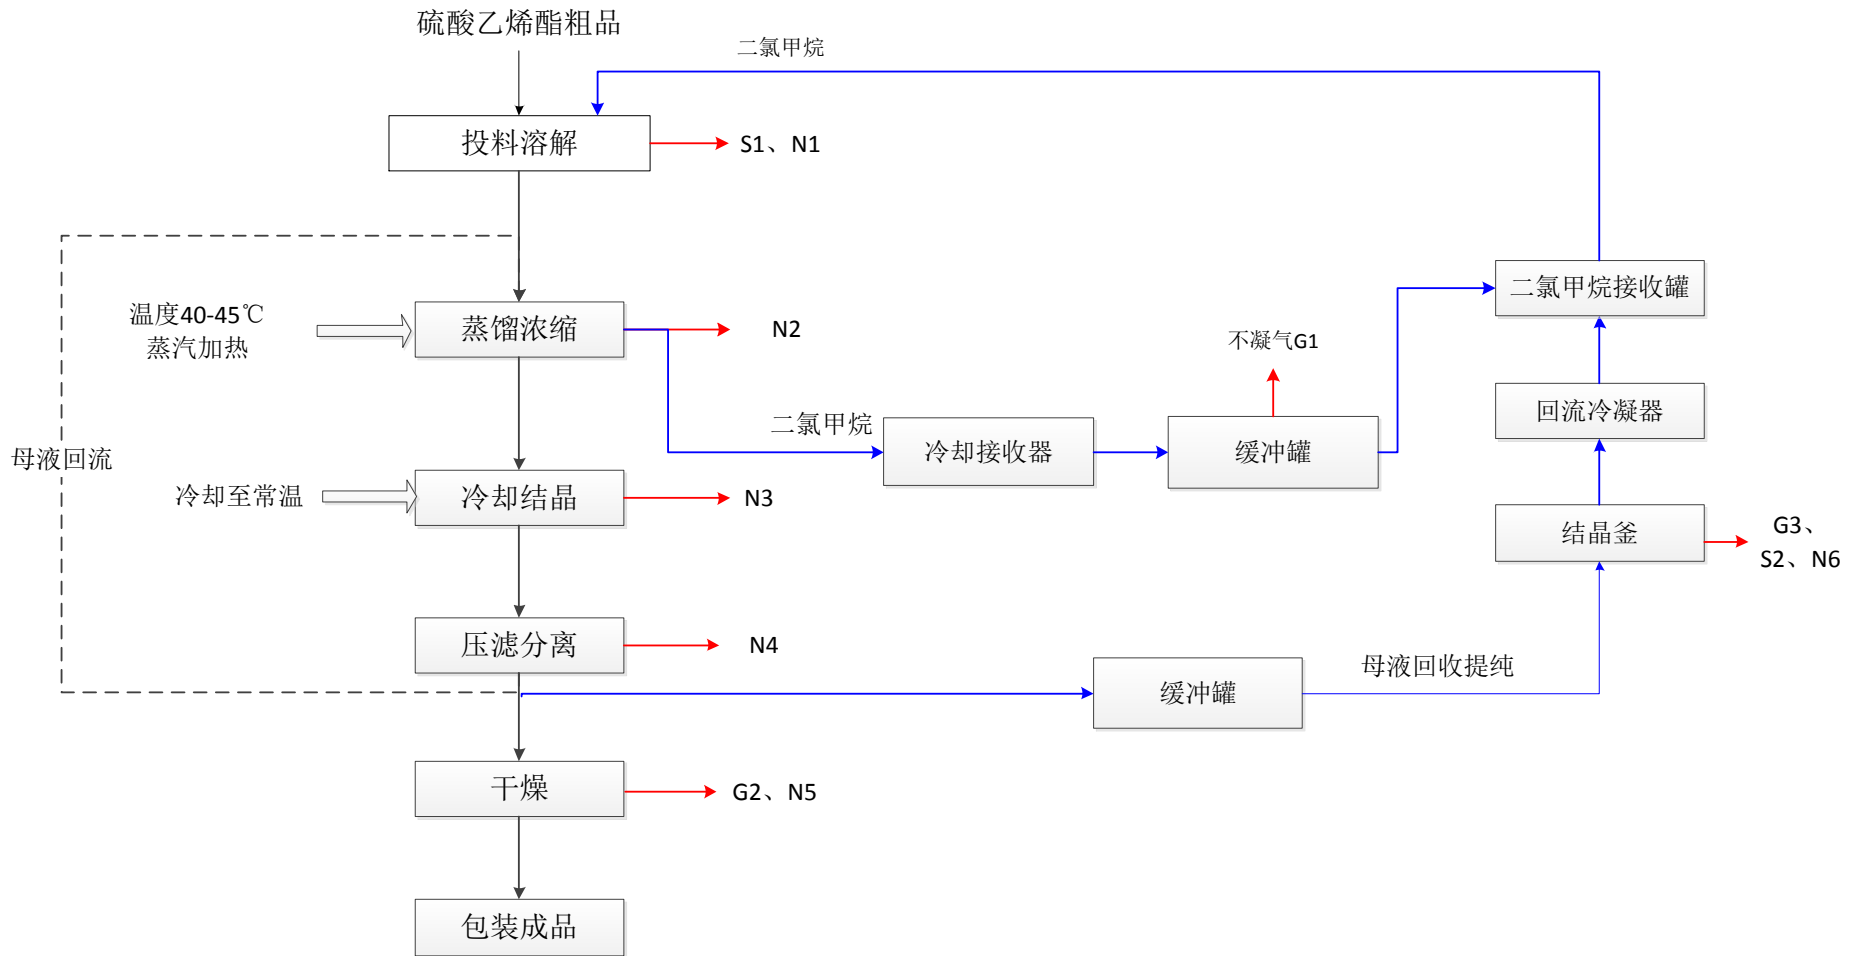 硫酸乙烯酯粗品
二氯甲烷
投料溶解
S1、N1
二氯甲烷接收罐
温度40-45℃
蒸汽加热
蒸馏浓缩
N2
不凝气G1
回流冷凝器
二氯甲烷
冷却接收器
缓冲罐
母液回流
冷却至常温
冷却结晶
N3
结晶釜
G3、
S2、N6
压滤分离
N4
缓冲罐
母液回收提纯
干燥
G2、N5
包装成品